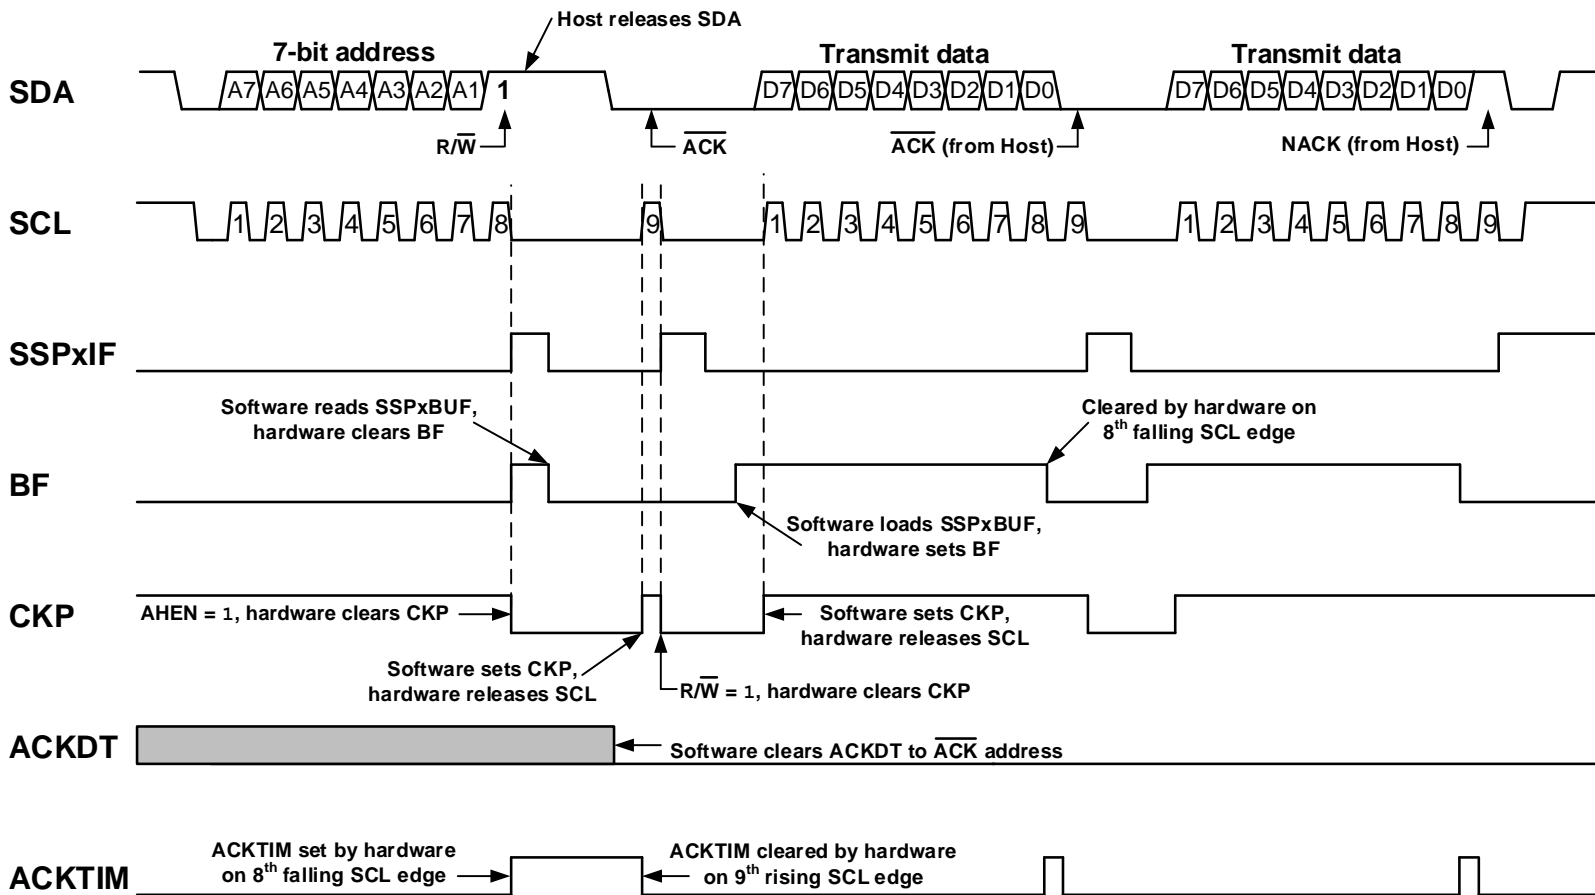 Host releases SDA
7-bit address
Transmit data
Transmit data
SDA
A7 A6 A5 A4 A3 A2 A1 1
D7 D6 D5 D4 D3 D2 D1 D0
D7 D6 D5 D4 D3 D2 D1 D0
R/W̅
A̅C̅K̅
A̅C̅K̅ (from Host)
NACK (from Host)
SCL
1 2 3 4 5 6 7 8
9
1 2 3 4 5 6 7 8 9
1 2 3 4 5 6 7 8 9
SSPxIF
Software reads SSPxBUF,
hardware clears BF
Cleared by hardware on
8th falling SCL edge
BF
Software loads SSPxBUF,
hardware sets BF
CKP
AHEN = 1, hardware clears CKP
Software sets CKP,
hardware releases SCL
Software sets CKP,
hardware releases SCL
R/W̅ = 1, hardware clears CKP
ACKDT
Software clears ACKDT to A̅C̅K̅ address
ACKTIM
ACKTIM set by hardware
on 8th falling SCL edge
ACKTIM cleared by hardware
on 9th rising SCL edge